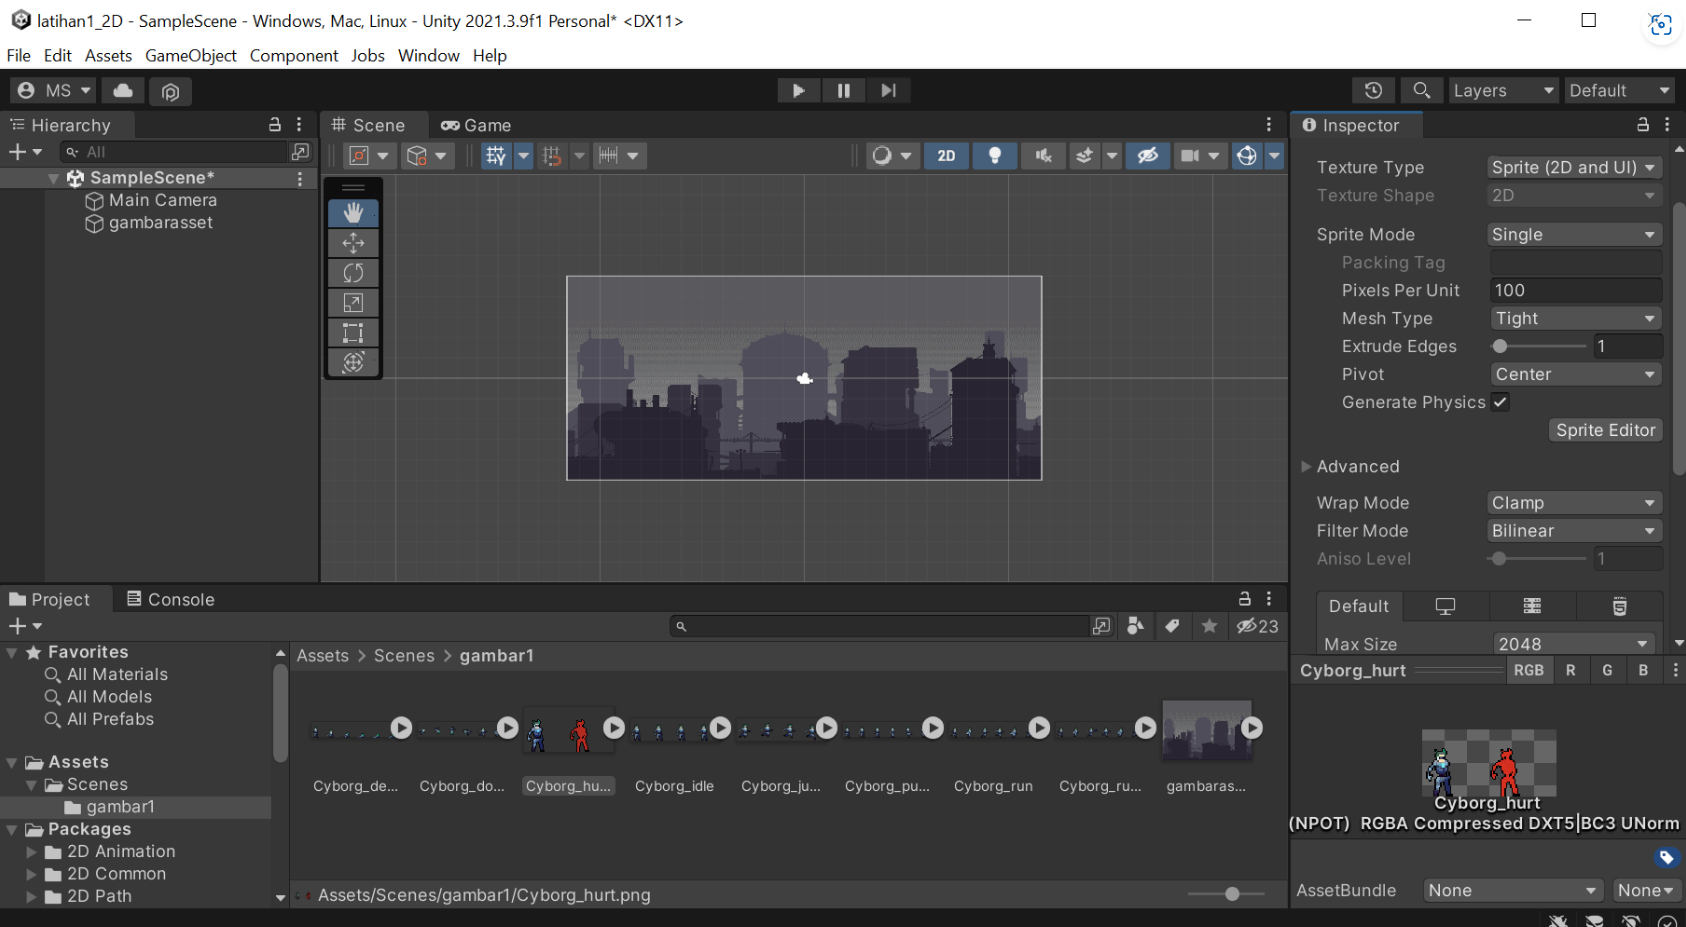 latihan1_2D - SampleScene - Windows, Mac, Linux - Unity 2021.3.9f1 Personal* <DX11>
File Edit Assets GameObject Component Jobs Window Help
MS
Layers
Default
Hierarchy
All
SampleScene*
Main Camera
gambarasset
Scene
Game
2D
Inspector
Texture Type Sprite (2D and UI)
Texture Shape 2D
Sprite Mode Single
Packing Tag
Pixels Per Unit 100
Mesh Type Tight
Extrude Edges 1
Pivot Center
Generate Physics
Sprite Editor
Advanced
Wrap Mode Clamp
Filter Mode Bilinear
Aniso Level 1
Default
Max Size 2048
Cyborg_hurt RGB R G B
Cyborg_hurt
(NPOT) RGBA Compressed DXT5|BC3 UNorm
AssetBundle None None
Project
Console
23
Favorites
All Materials
All Models
All Prefabs
Assets
Scenes
gambar1
Packages
2D Animation
2D Common
2D Path
Assets > Scenes > gambar1
Cyborg_de... Cyborg_do... Cyborg_hu... Cyborg_idle Cyborg_ju... Cyborg_pu... Cyborg_run Cyborg_ru... gambaras...
Assets/Scenes/gambar1/Cyborg_hurt.png